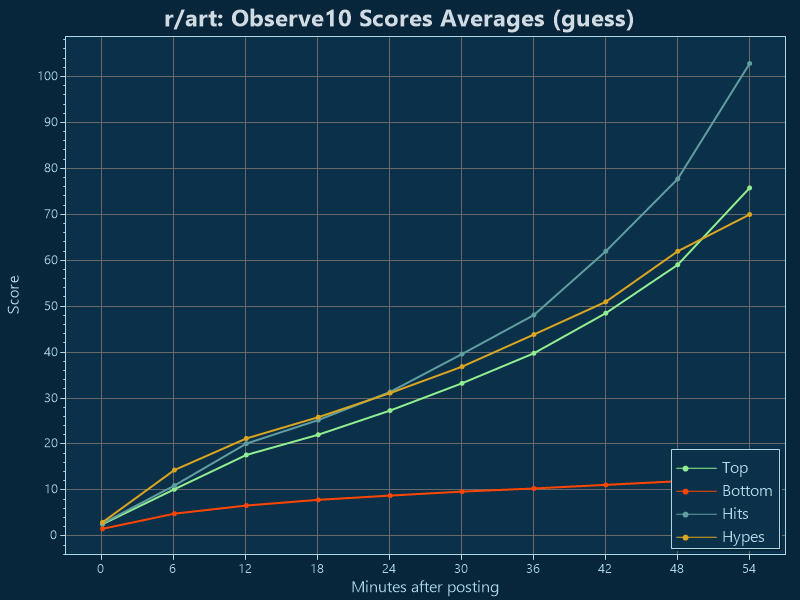 r/art: Observe10 Scores Averages (guess)
100
90
80
70
60
50
40
30
20
10
0
Score
Top
Bottom
Hits
Hypes
0 6 12 18 24 30 36 42 48 54
Minutes after posting